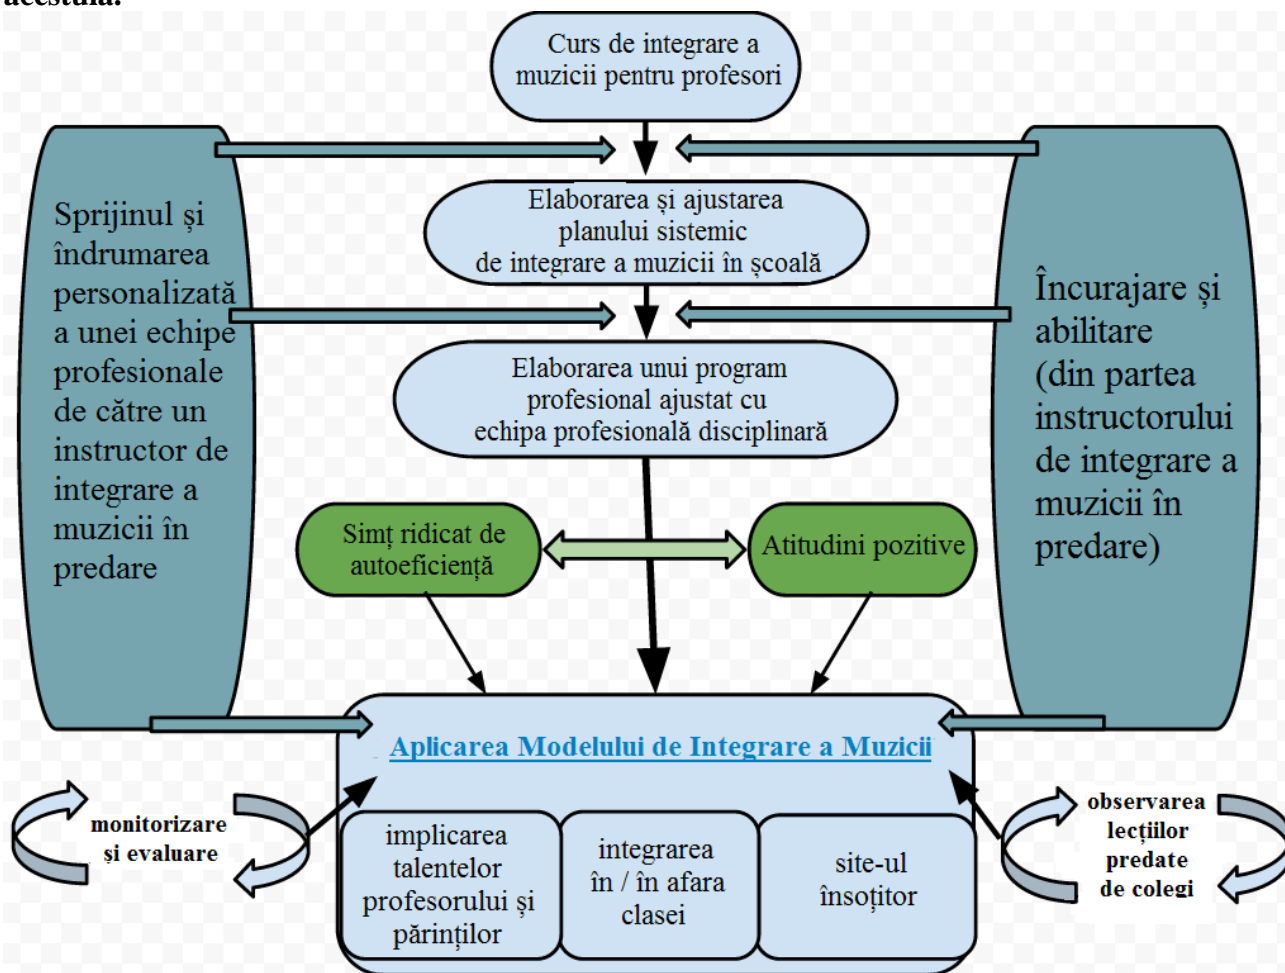 acestuia.
Curs de integrare a
muzicii pentru profesori
Sprijinul și
îndrumarea
personalizată
a unei echipe
profesionale
de către un
instructor de
integrare a
muzicii în
predare
Elaborarea și ajustarea
planului sistemic
de integrare a muzicii în școală
Încurajare și
abilitare
(din partea
instructorului
de integrare a
muzicii în
predare)
Elaborarea unui program
profesional ajustat cu
echipa profesională disciplinară
Simț ridicat de
autoeficiență
Atitudini pozitive
Aplicarea Modelului de Integrare a Muzicii
monitorizare
și evaluare
implicarea
talentelor
profesorului și
părinților
integrarea
în / în afara
clasei
site-ul
însoțitor
observarea
lecțiilor
predate
de colegi